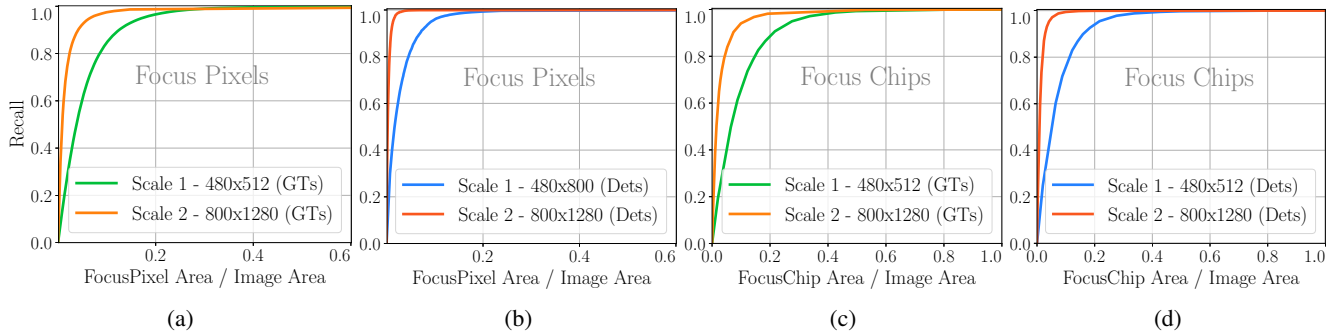 1.0
0.8
0.6
0.4
0.2
0.0
Recall
Focus Pixels
Scale 1 - 480x512 (GTs)
Scale 2 - 800x1280 (GTs)
0.2 0.4 0.6
FocusPixel Area / Image Area
(a)
1.0
0.8
0.6
0.4
0.2
0.0
Focus Pixels
Scale 1 - 480x800 (Dets)
Scale 2 - 800x1280 (Dets)
0.2 0.4 0.6
FocusPixel Area / Image Area
(b)
1.0
0.8
0.6
0.4
0.2
0.0
Focus Chips
Scale 1 - 480x512 (GTs)
Scale 2 - 800x1280 (GTs)
0.0 0.2 0.4 0.6 0.8 1.0
FocusChip Area / Image Area
(c)
1.0
0.8
0.6
0.4
0.2
0.0
Focus Chips
Scale 1 - 480x512 (Dets)
Scale 2 - 800x1280 (Dets)
0.0 0.2 0.4 0.6 0.8 1.0
FocusChip Area / Image Area
(d)